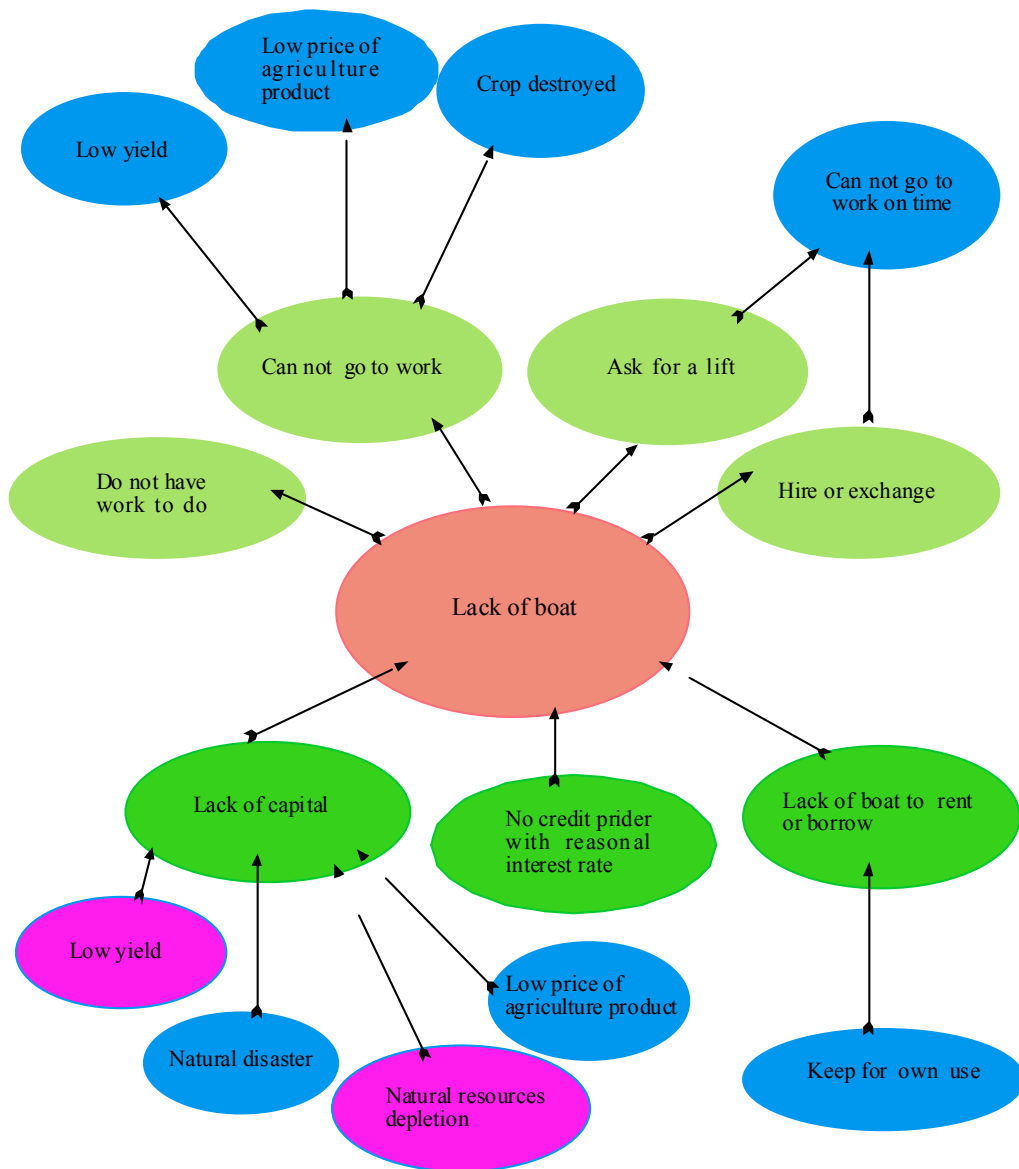 Low price of
agriculture
product
Crop destroyed
Low yield
Can not go to
work on time
Can not go to work
Ask for a lift
Do not have
work to do
Hire or exchange
Lack of boat
Lack of capital
No credit prider
with reasonal
interest rate
Lack of boat to rent
or borrow
Low yield
Low price of
agriculture product
Natural disaster
Keep for own use
Natural resources
depletion